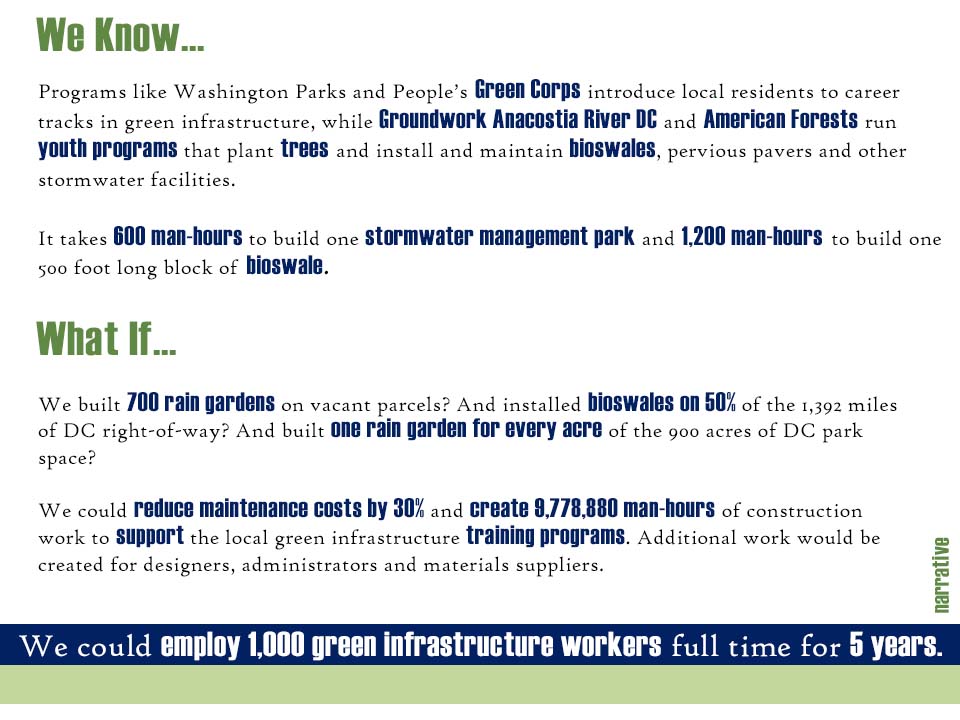 We Know...
Programs like Washington Parks and People's Green Corps introduce local residents to career
tracks in green infrastructure, while Groundwork Anacostia River DC and American Forests run
youth programs that plant trees and install and maintain bioswales, pervious pavers and other
stormwater facilities.
It takes 600 man-hours to build one stormwater management park and 1,200 man-hours to build one
500 foot long block of bioswale.
What If...
We built 700 rain gardens on vacant parcels? And installed bioswales on 50% of the 1,392 miles
of DC right-of-way? And built one rain garden for every acre of the 900 acres of DC park
space?
We could reduce maintenance costs by 30% and create 9,778,880 man-hours of construction
work to support the local green infrastructure training programs. Additional work would be
created for designers, administrators and materials suppliers.
narrative
We could employ 1,000 green infrastructure workers full time for 5 years.